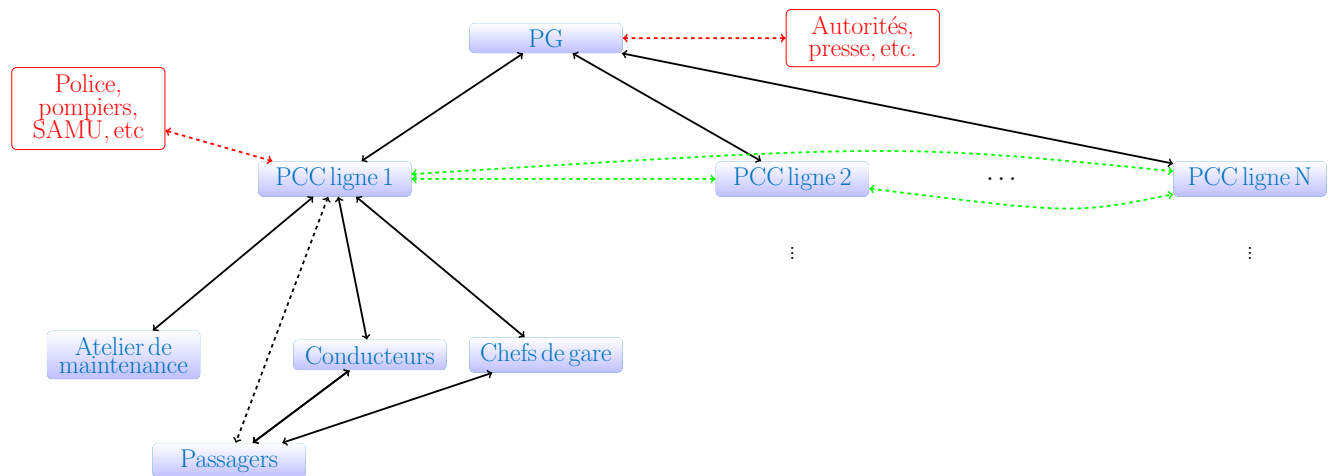 PG
Autorités,
presse, etc.
Police,
pompiers,
SAMU, etc
PCC ligne 1
PCC ligne 2
...
PCC ligne N
⋮
⋮
Atelier de
maintenance
Conducteurs
Chefs de gare
Passagers